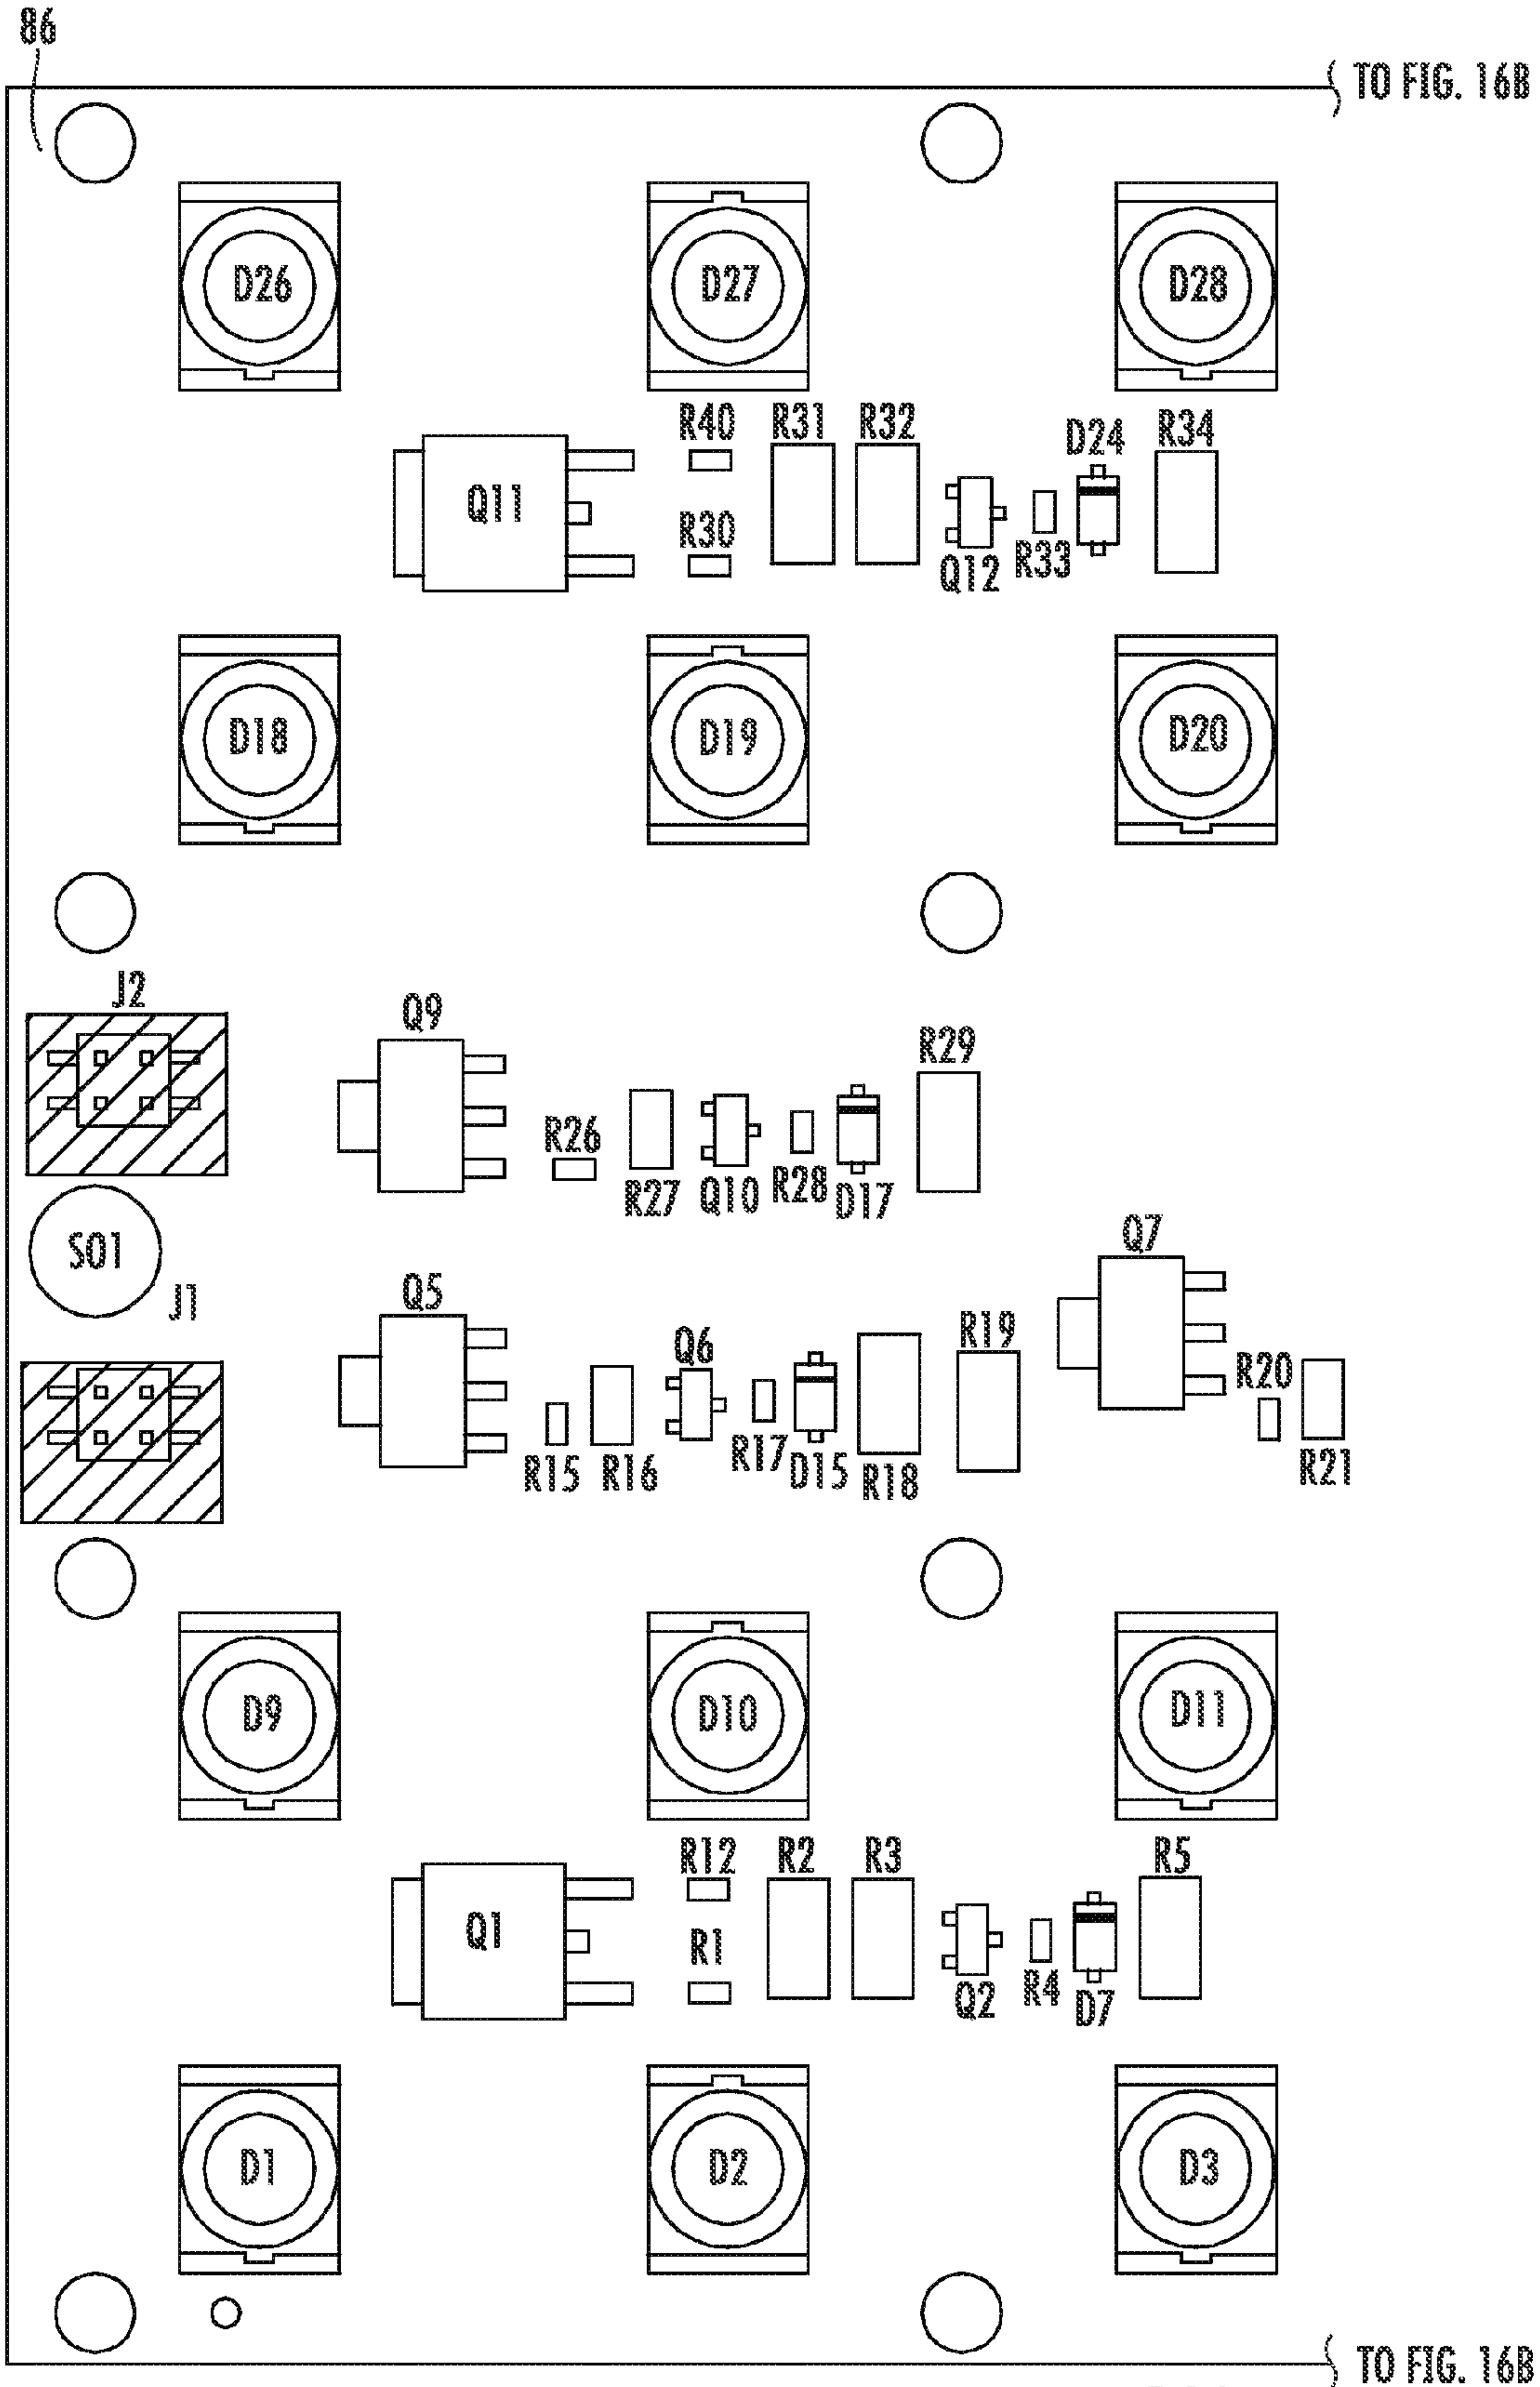 86
TO FIG. 16B
D26 D27 D28
R40 R31 R32 D24 R34
Q11
R30
Q12 R33
D18 D19 D20
J2
Q9
R29
R26
R27 Q10 R28 D17
S01
Q7
J1
Q5
Q6 R19
R20
R15 R16 R17 D15 R18 R21
D9 D10 D11
R12 R2 R3 R5
Q1
R1
Q2 R4 D7
D1 D2 D3
TO FIG. 16B